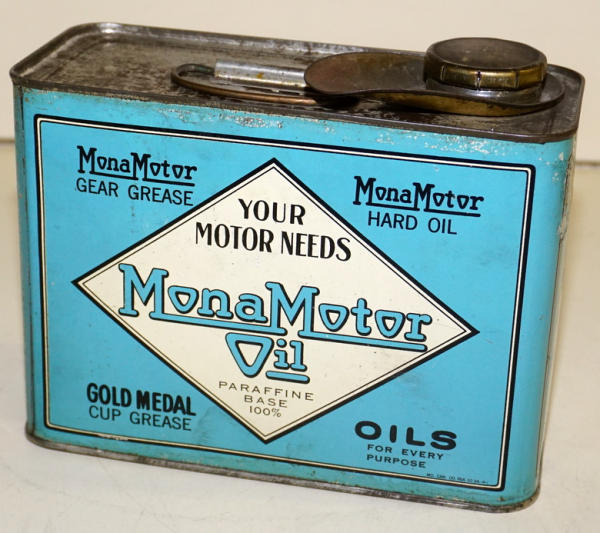 MonaMotor
GEAR GREASE
MonaMotor
HARD OIL
YOUR
MOTOR NEEDS
MonaMotor
Oil
PARAFFINE
BASE
100%
GOLD MEDAL
CUP GREASE
OILS
FOR EVERY
PURPOSE